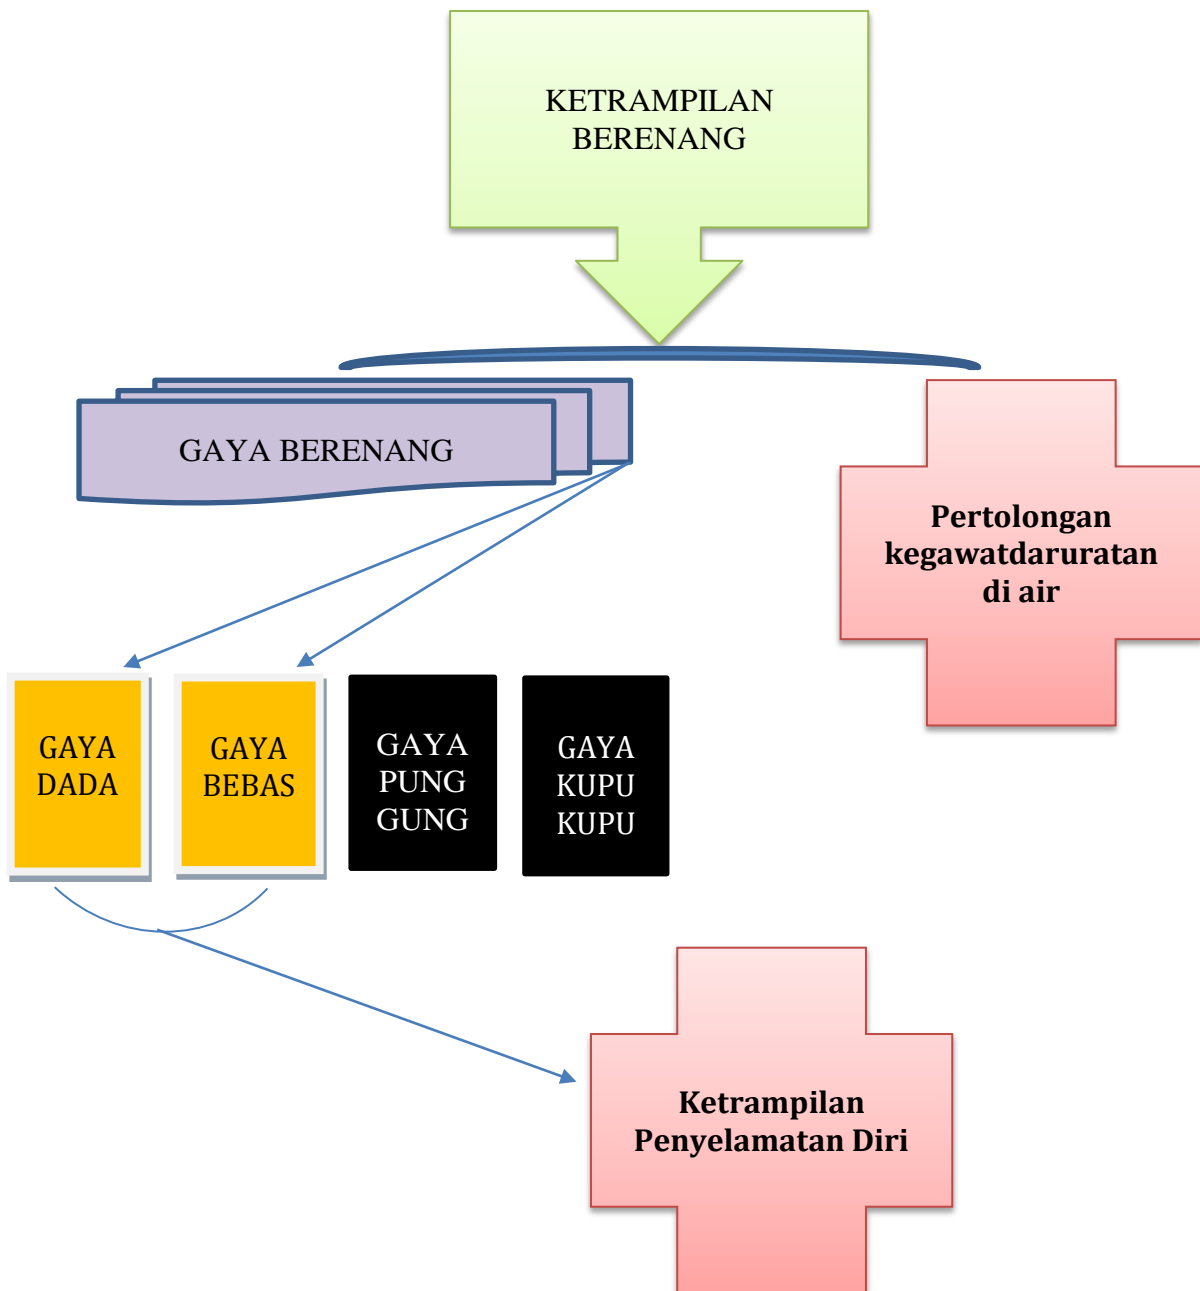 KETRAMPILAN
BERENANG
GAYA BERENANG
Pertolongan
kegawatdaruratan
di air
GAYA
DADA
GAYA
BEBAS
GAYA
PUNG
GUNG
GAYA
KUPU
KUPU
Ketrampilan
Penyelamatan Diri